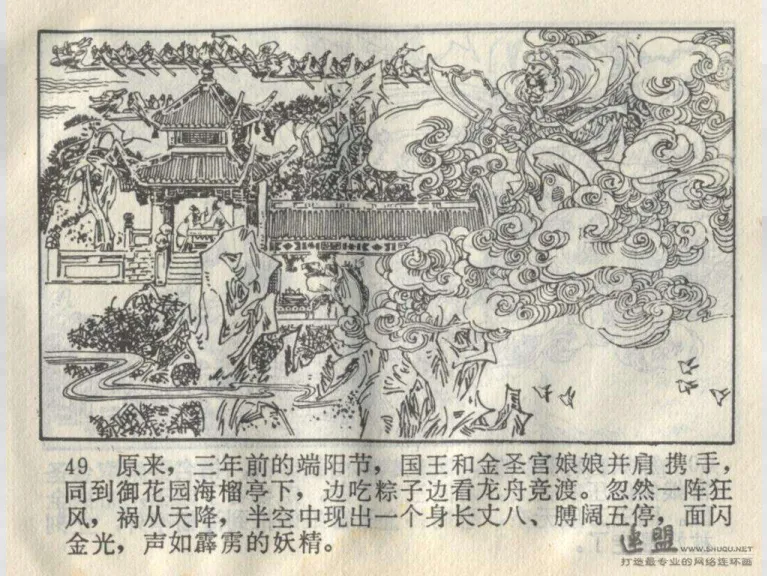 49 原来，三年前的端阳节，国王和金圣宫娘娘并肩携手，
同到御花园海榴亭下，边吃粽子边看龙舟竞渡。忽然一阵狂
风，祸从天降，半空中现出一个身长丈八、膊阔五停，面闪
金光，声如霹雳的妖精。
连盟 WWW.SHUQU.NET
打造最专业的网络连环画